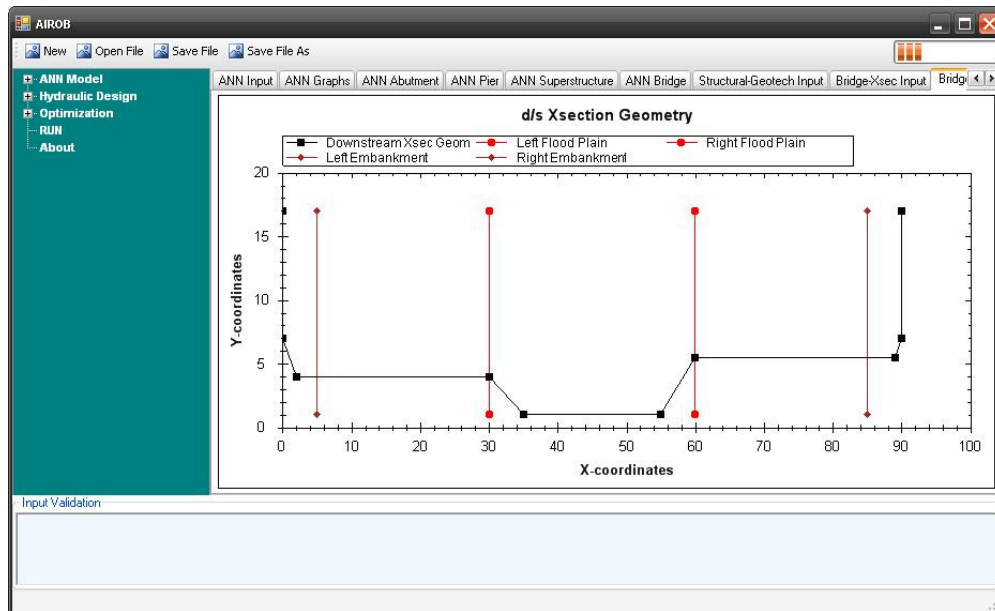 AIROB
New Open File Save File Save File As
ANN Model
Hydraulic Design
Optimization
RUN
About
ANN Input ANN Graphs ANN Abutment ANN Pier ANN Superstructure ANN Bridge Structural-Geotech Input Bridge-Xsec Input Bridge
d/s Xsection Geometry
Downstream Xsec Geom Left Flood Plain Right Flood Plain
Left Embankment Right Embankment
20
15
10
5
0
Y-coordinates
0 10 20 30 40 50 60 70 80 90 100
X-coordinates
Input Validation